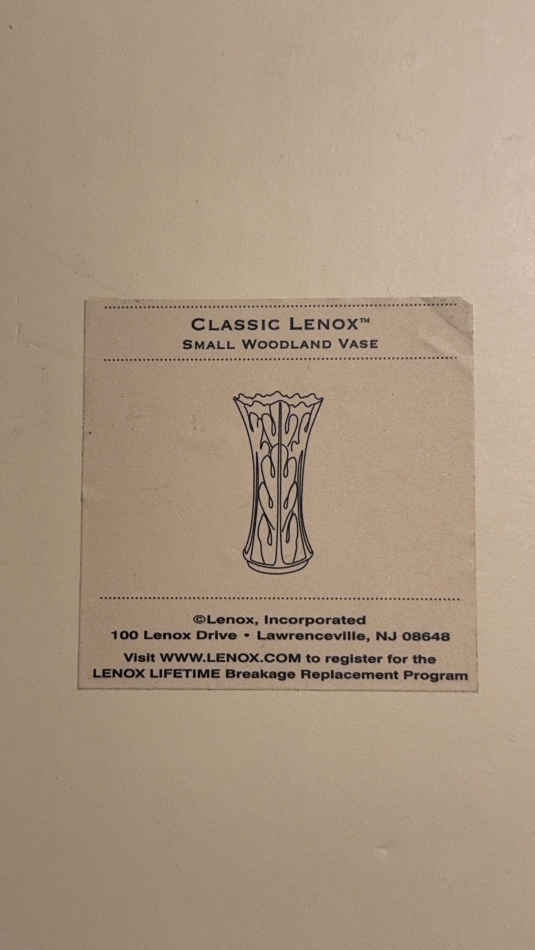 CLASSIC LENOX™
SMALL WOODLAND VASE
©Lenox, Incorporated
100 Lenox Drive • Lawrenceville, NJ 08648
Visit WWW.LENOX.COM to register for the
LENOX LIFETIME Breakage Replacement Program